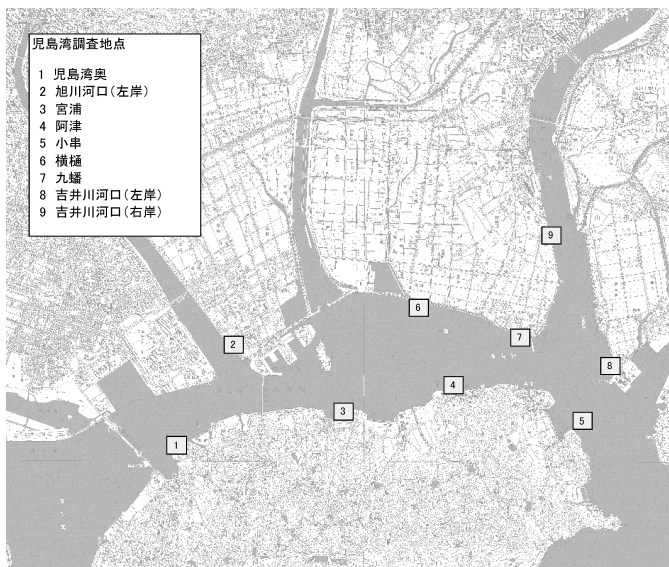 児島湾調査地点
1 児島湾奥
2 旭川河口(左岸)
3 宮浦
4 阿津
5 小串
6 横樋
7 九蟠
8 吉井川河口(左岸)
9 吉井川河口(右岸)
9
6
7
2
8
4
3
5
1